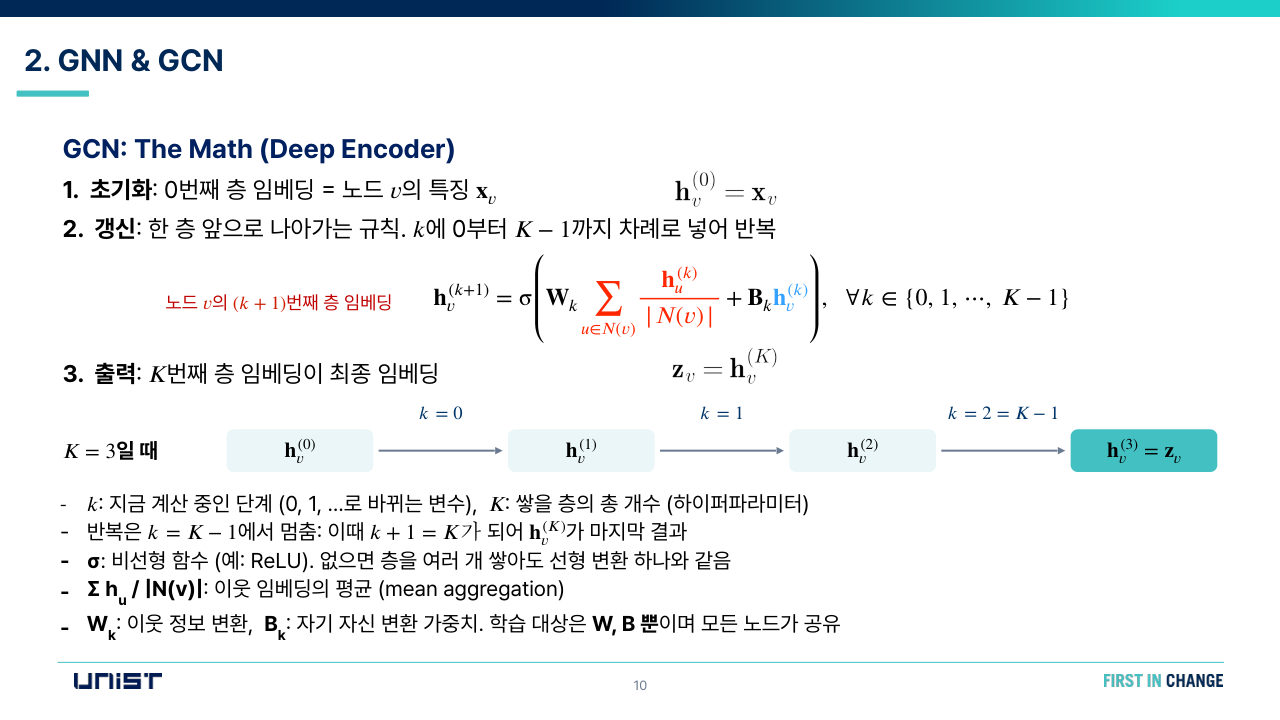 2. GNN & GCN
GCN: The Math (Deep Encoder)
1. 초기화: 0번째 층 임베딩 = 노드 v의 특징 x_v h_v^(0) = x_v
2. 갱신: 한 층 앞으로 나아가는 규칙. k에 0부터 K − 1까지 차례로 넣어 반복
노드 v의 (k + 1)번째 층 임베딩 h_v^(k+1) = σ( W_k ∑_{u∈N(v)} h_u^(k) / |N(v)| + B_k h_v^(k) ), ∀k ∈ {0, 1, ⋯, K − 1}
3. 출력: K번째 층 임베딩이 최종 임베딩 z_v = h_v^(K)
k = 0 k = 1 k = 2 = K − 1
K = 3일 때 h_v^(0) h_v^(1) h_v^(2) h_v^(3) = z_v
- k: 지금 계산 중인 단계 (0, 1, …로 바뀌는 변수), K: 쌓을 층의 총 개수 (하이퍼파라미터)
- 반복은 k = K − 1에서 멈춤: 이때 k + 1 = K가 되어 h_v^(K)가 마지막 결과
- σ: 비선형 함수 (예: ReLU). 없으면 층을 여러 개 쌓아도 선형 변환 하나와 같음
- Σ h_u / |N(v)|: 이웃 임베딩의 평균 (mean aggregation)
- W_k: 이웃 정보 변환, B_k: 자기 자신 변환 가중치. 학습 대상은 W, B 뿐이며 모든 노드가 공유
UNIST 10 FIRST IN CHANGE